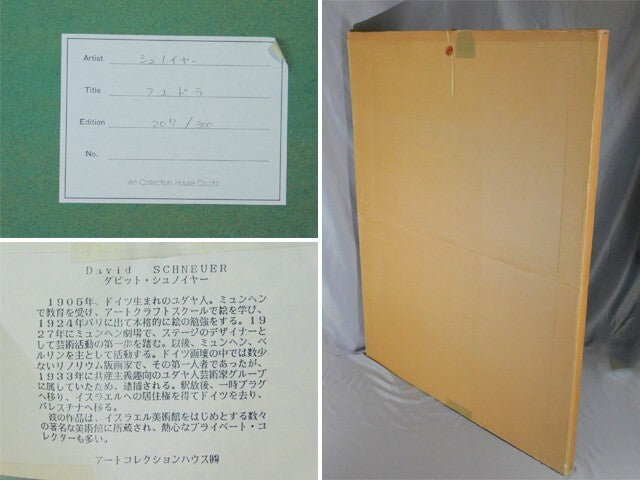 Artist シュノイヤー
Title フェドラ
Edition 207/300
No.
Art Collection House Co.,Ltd
David SCHNEUER
ダビット・シュノイヤー
1905年、ドイツ生まれのユダヤ人。ミュンヘン
で教育を受け、アートクラフトスクールで絵を学び、
1924年パリに出て本格的に絵の勉強をする。19
27年にミュンヘン劇場で、ステージのデザイナーと
して芸術活動の第一歩を踏む。以後、ミュンヘン、ベ
ルリンを主として活動する。ドイツ画壇の中では数少
ないリノリウム版画家で、その第一人者であったが、
1933年に共産主義趣向のユダヤ人芸術家グループ
に属していたため、逮捕される。釈放後、一時プラグ
へ移り、イスラエルへの居住権を得てドイツを去り、
パレスチナへ移る。
彼の作品は、イスラエル美術館をはじめとする数々
の著名な美術館に所蔵され、熱心なプライベート・コ
レクターも多い。
アートコレクションハウス㈱